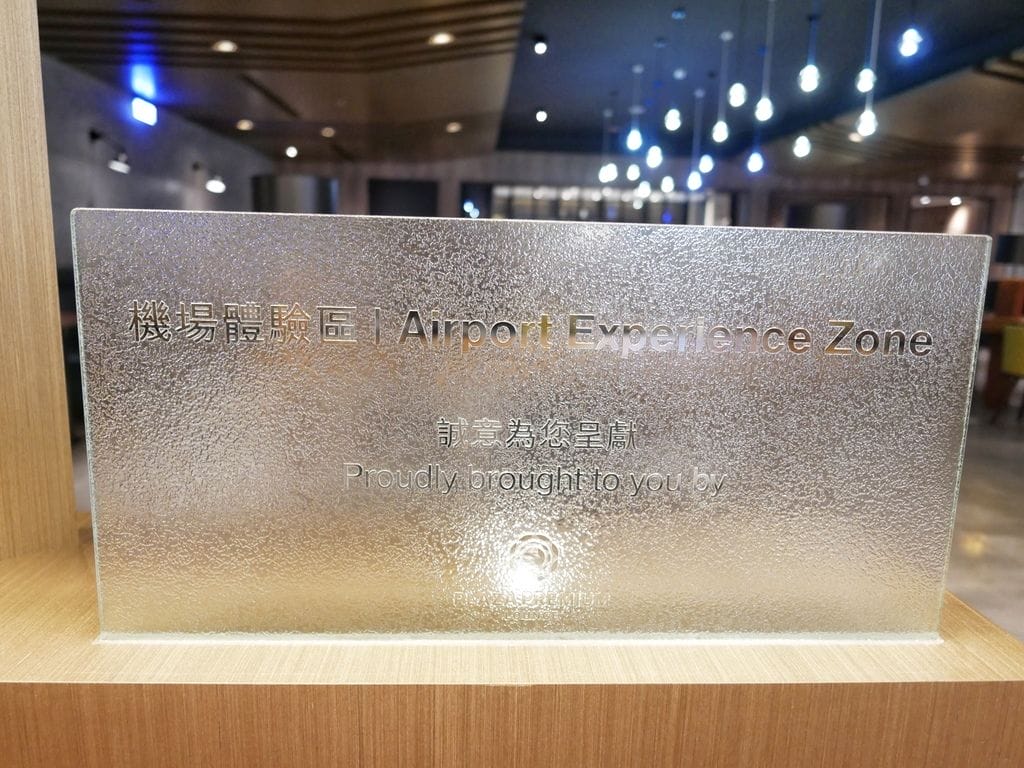 機場體驗區 | Airport Experience Zone
誠意為您呈獻
Proudly brought to you by